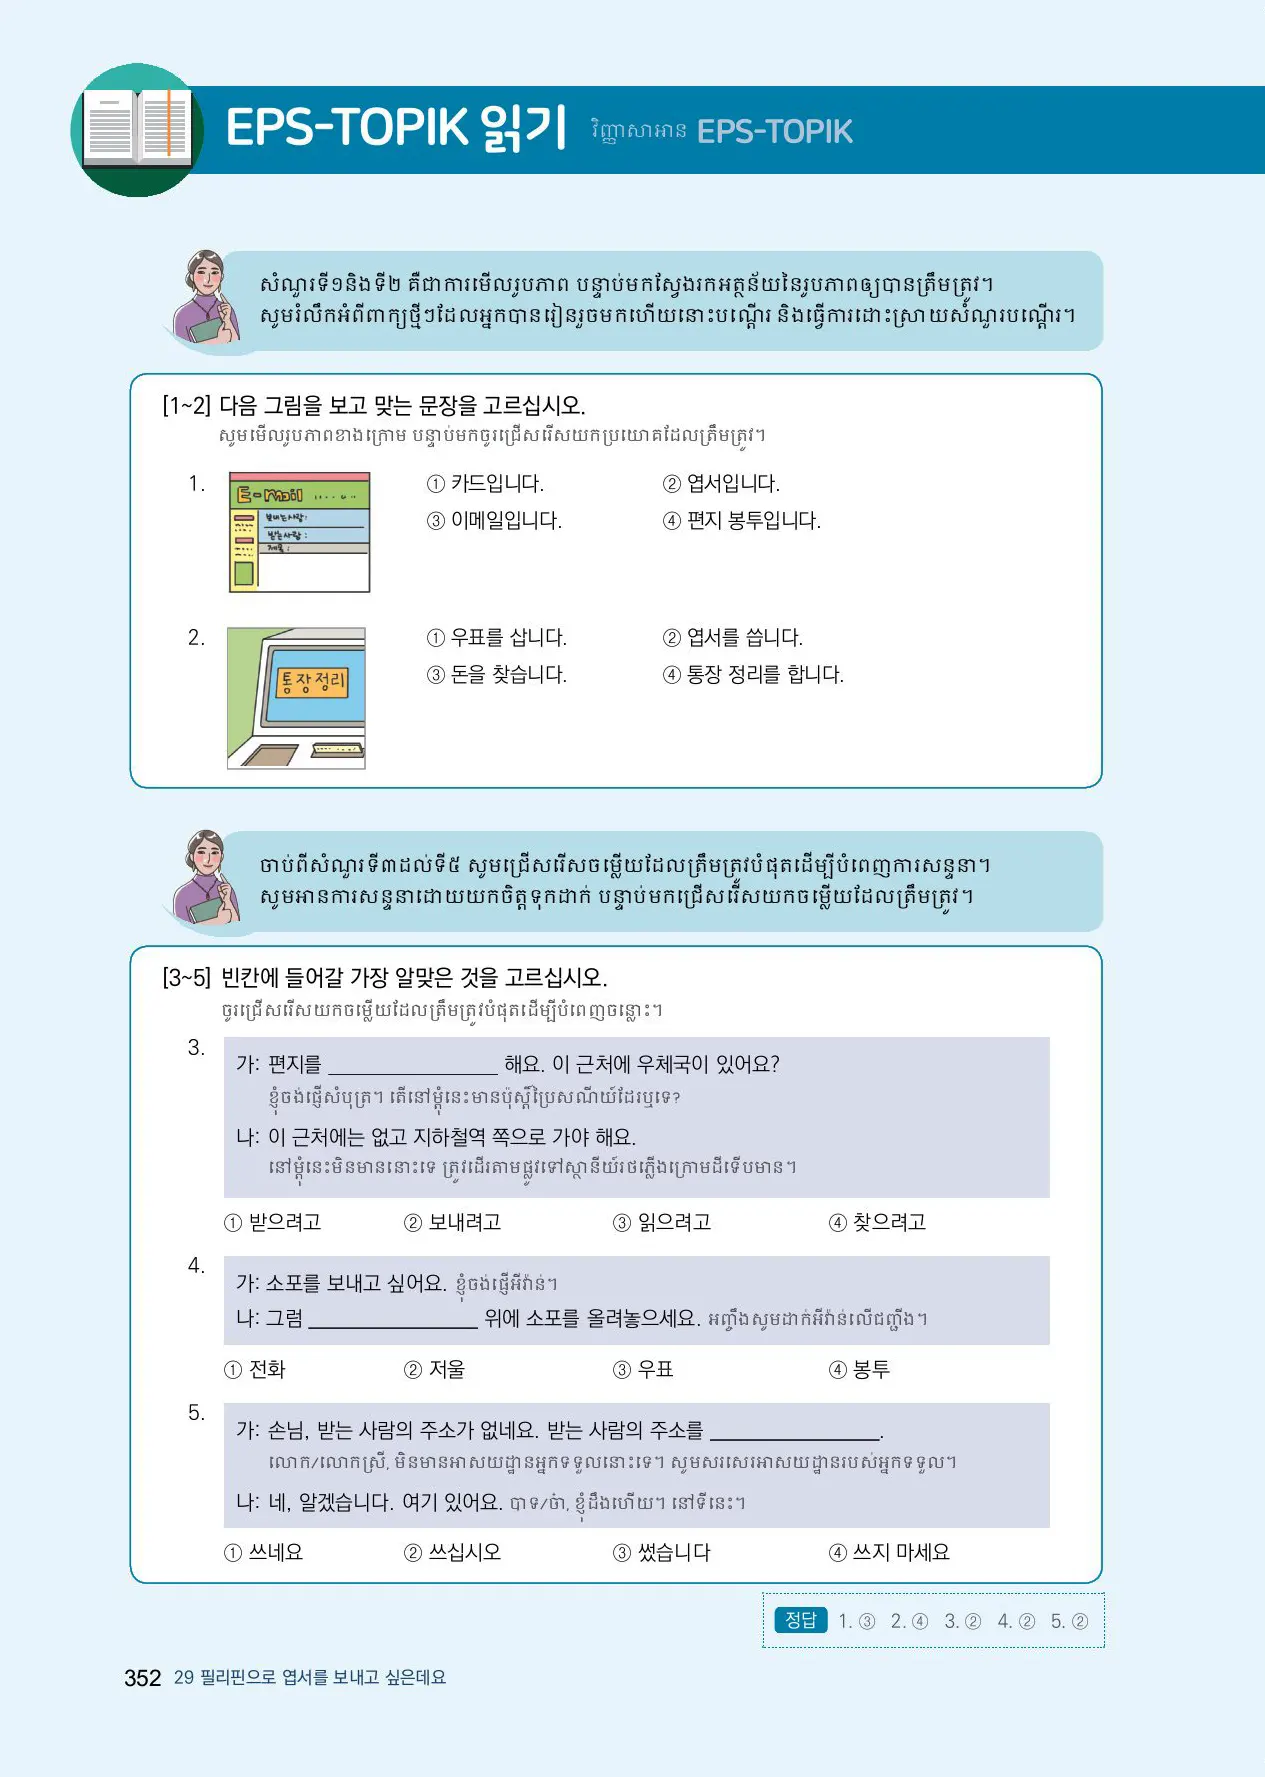 EPS-TOPIK 읽기 វិញ្ញាសាអាន EPS-TOPIK
សំណួរទី១និងទី២ គឺជាការមើលរូបភាព បន្ទាប់មកស្វែងរកអត្ថន័យនៃរូបភាពឲ្យបានត្រឹមត្រូវ។
សូមរំលឹកអំពីពាក្យថ្មីៗដែលអ្នកបានរៀនរួចមកហើយនោះបណ្តើរ និងធ្វើការដោះស្រាយសំណួរបណ្តើរ។
[1~2] 다음 그림을 보고 맞는 문장을 고르십시오.
សូមមើលរូបភាពខាងក្រោម បន្ទាប់មកចូរជ្រើសរើសយកប្រយោគដែលត្រឹមត្រូវ។
1. ① 카드입니다. ② 엽서입니다.
③ 이메일입니다. ④ 편지 봉투입니다.
E-mail
보내는사람:
받는사람:
제목:
2. ① 우표를 삽니다. ② 엽서를 씁니다.
③ 돈을 찾습니다. ④ 통장 정리를 합니다.
통장정리
ចាប់ពីសំណួរទី៣ដល់ទី៥ សូមជ្រើសរើសចម្លើយដែលត្រឹមត្រូវបំផុតដើម្បីបំពេញការសន្ទនា។
សូមអានការសន្ទនាដោយយកចិត្តទុកដាក់ បន្ទាប់មកជ្រើសរើសយកចម្លើយដែលត្រឹមត្រូវ។
[3~5] 빈칸에 들어갈 가장 알맞은 것을 고르십시오.
ចូរជ្រើសរើសយកចម្លើយដែលត្រឹមត្រូវបំផុតដើម្បីបំពេញចន្លោះ។
3. 가: 편지를 ________ 해요. 이 근처에 우체국이 있어요?
ខ្ញុំចង់ផ្ញើសំបុត្រ។ តើនៅម្តុំនេះមានប៉ុស្តិ៍ប្រៃសណីយ៍ដែរឬទេ?
나: 이 근처에는 없고 지하철역 쪽으로 가야 해요.
នៅម្តុំនេះមិនមាននោះទេ ត្រូវដើរតាមផ្លូវទៅស្ថានីយ៍រថភ្លើងក្រោមដីទើបមាន។
① 받으려고 ② 보내려고 ③ 읽으려고 ④ 찾으려고
4. 가: 소포를 보내고 싶어요. ខ្ញុំចង់ផ្ញើអីវ៉ាន់។
나: 그럼 ________ 위에 소포를 올려놓으세요. អញ្ចឹងសូមដាក់អីវ៉ាន់លើជញ្ជីង។
① 전화 ② 저울 ③ 우표 ④ 봉투
5. 가: 손님, 받는 사람의 주소가 없네요. 받는 사람의 주소를 ________.
លោក/លោកស្រី, មិនមានអាសយដ្ឋានអ្នកទទួលនោះទេ។ សូមសរសេរអាសយដ្ឋានរបស់អ្នកទទួល។
나: 네, 알겠습니다. 여기 있어요. បាទ/ច៎ា, ខ្ញុំដឹងហើយ។ នៅទីនេះ។
① 쓰네요 ② 쓰십시오 ③ 썼습니다 ④ 쓰지 마세요
정답 1. ③ 2. ④ 3. ② 4. ② 5. ②
352 29 필리핀으로 엽서를 보내고 싶은데요